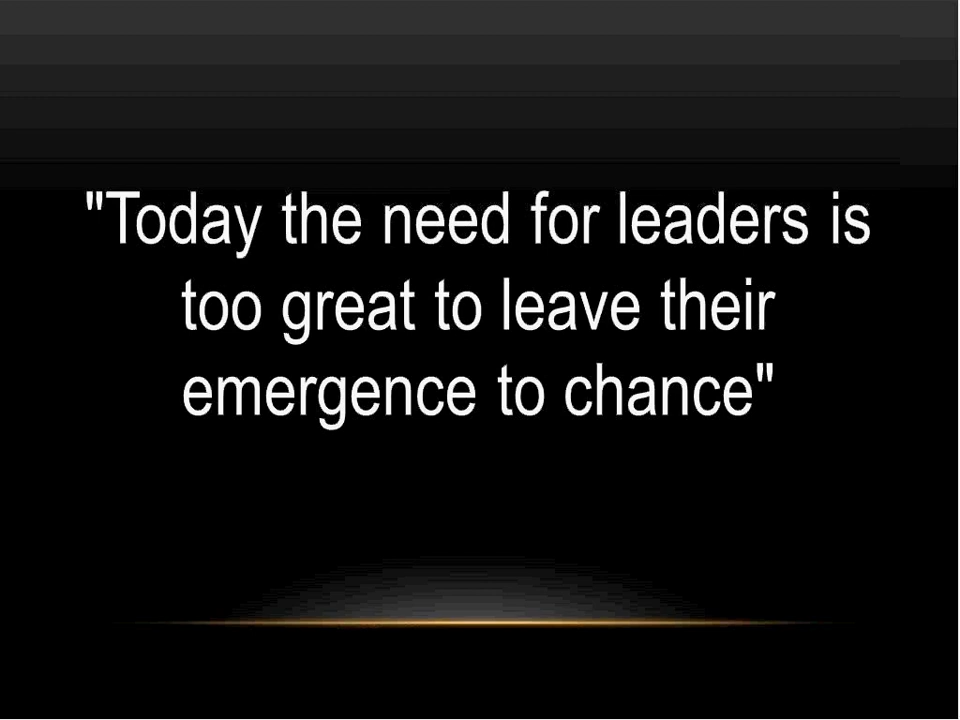 "Today the need for leaders is
too great to leave their
emergence to chance"